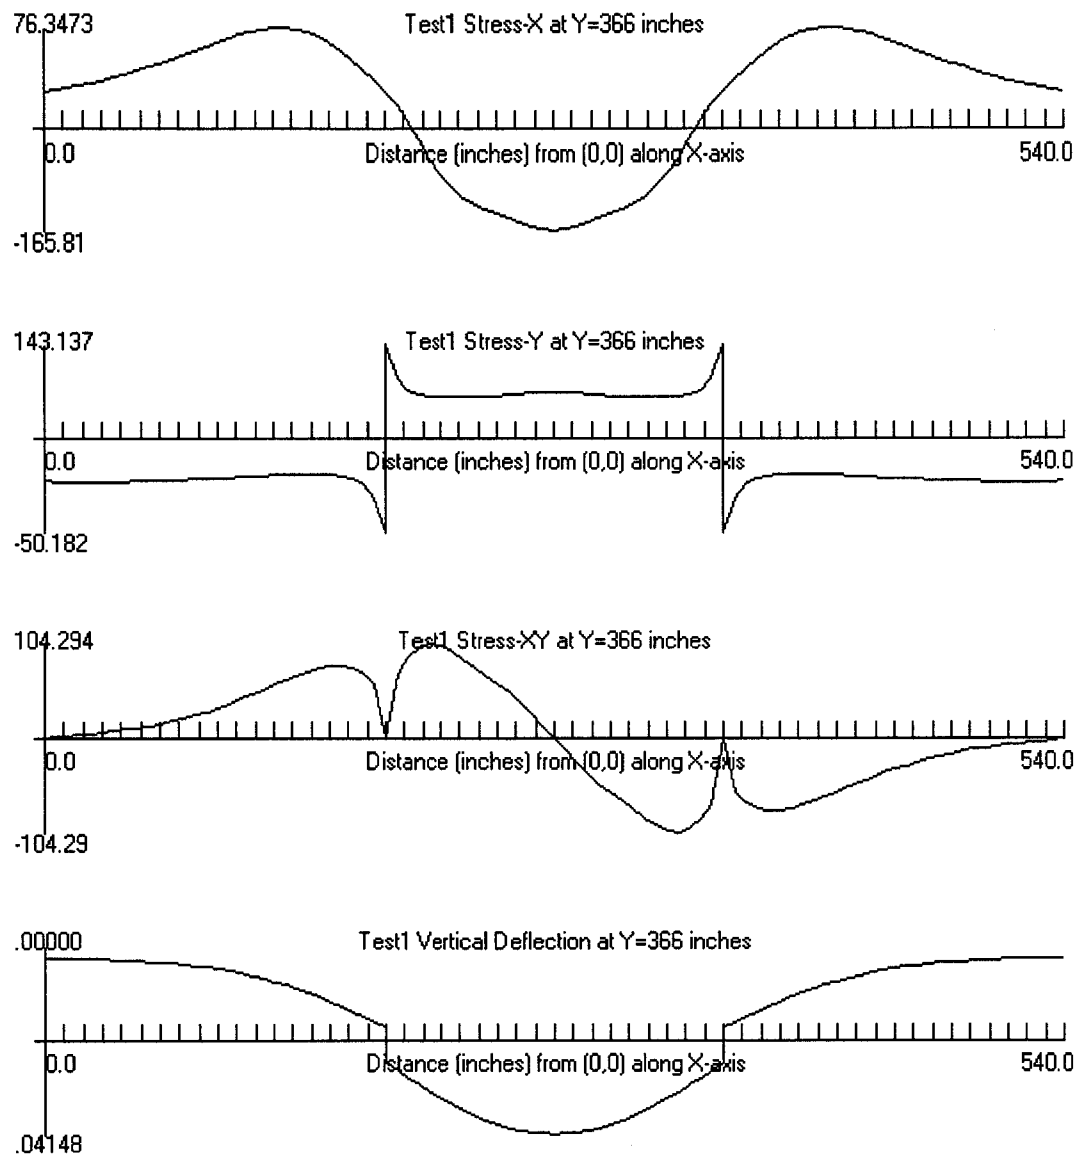 76.3473 Test1 Stress-X at Y=366 inches
0.0 Distance (inches) from (0,0) along X-axis 540.0
-165.81
143.137 Test1 Stress-Y at Y=366 inches
0.0 Distance (inches) from (0,0) along X-axis 540.0
-50.182
104.294 Test1 Stress-XY at Y=366 inches
0.0 Distance (inches) from (0,0) along X-axis 540.0
-104.29
.00000 Test1 Vertical Deflection at Y=366 inches
0.0 Distance (inches) from (0,0) along X-axis 540.0
.04148